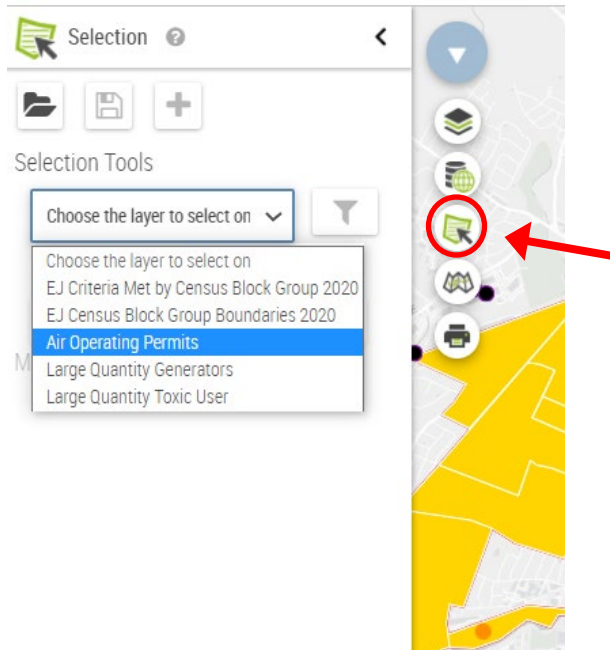 Selection
Selection Tools
Choose the layer to select on
Choose the layer to select on
EJ Criteria Met by Census Block Group 2020
EJ Census Block Group Boundaries 2020
Air Operating Permits
Large Quantity Generators
Large Quantity Toxic User
M